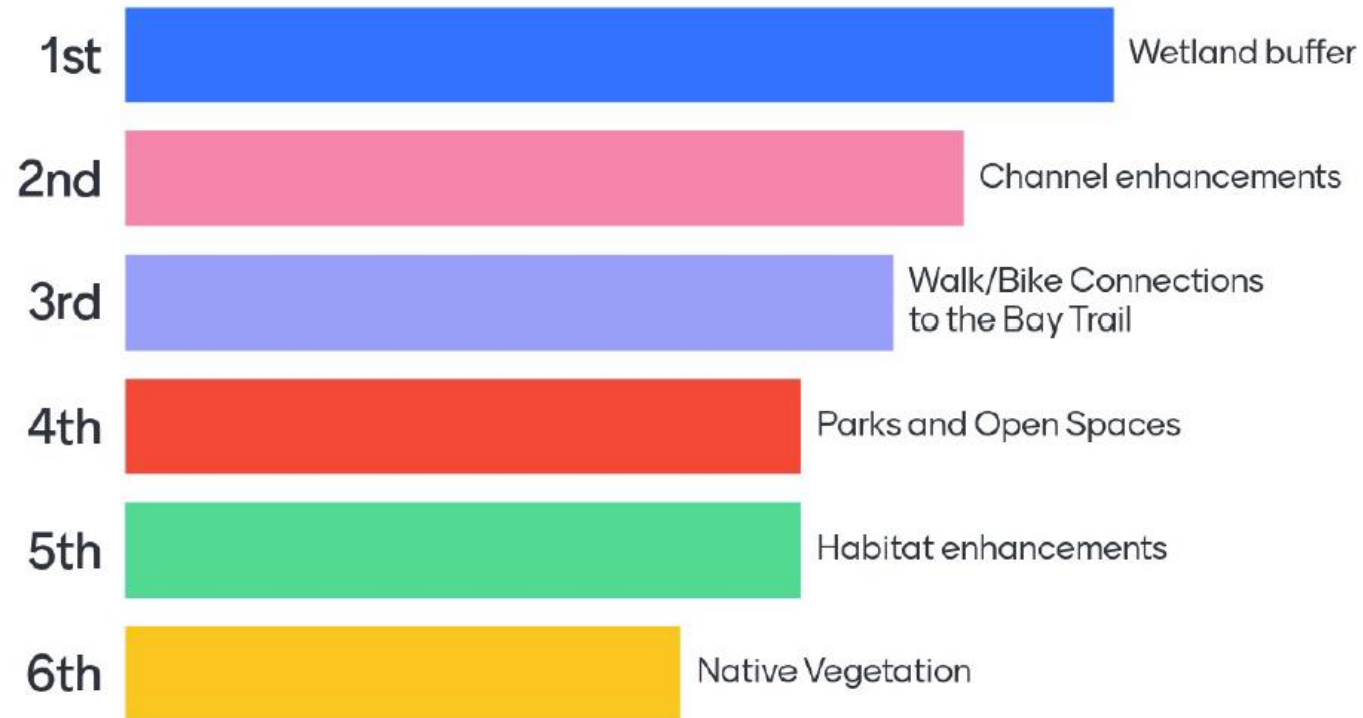 1st
Wetland buffer
2nd
Channel enhancements
3rd
Walk/Bike Connections
to the Bay Trail
4th
Parks and Open Spaces
5th
Habitat enhancements
6th
Native Vegetation